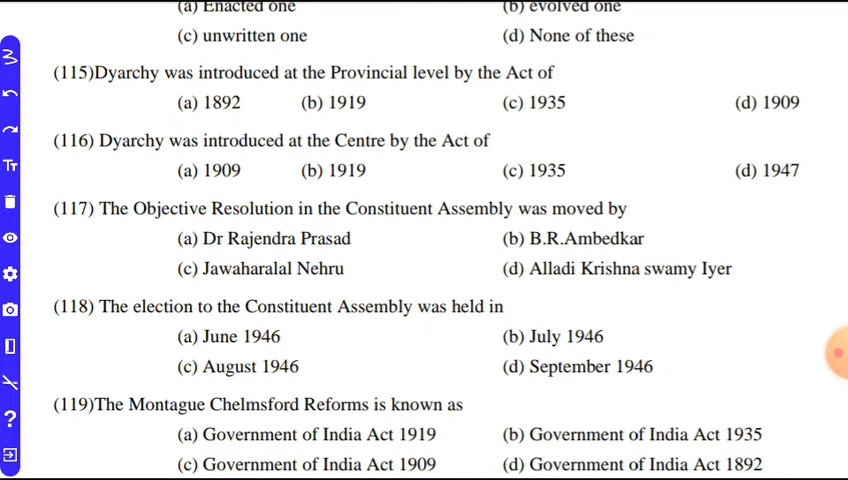 (a) Enacted one (b) evolved one
(c) unwritten one (d) None of these
(115)Dyarchy was introduced at the Provincial level by the Act of
(a) 1892 (b) 1919 (c) 1935 (d) 1909
(116) Dyarchy was introduced at the Centre by the Act of
(a) 1909 (b) 1919 (c) 1935 (d) 1947
(117) The Objective Resolution in the Constituent Assembly was moved by
(a) Dr Rajendra Prasad (b) B.R.Ambedkar
(c) Jawaharalal Nehru (d) Alladi Krishna swamy Iyer
(118) The election to the Constituent Assembly was held in
(a) June 1946 (b) July 1946
(c) August 1946 (d) September 1946
(119)The Montague Chelmsford Reforms is known as
(a) Government of India Act 1919 (b) Government of India Act 1935
(c) Government of India Act 1909 (d) Government of India Act 1892